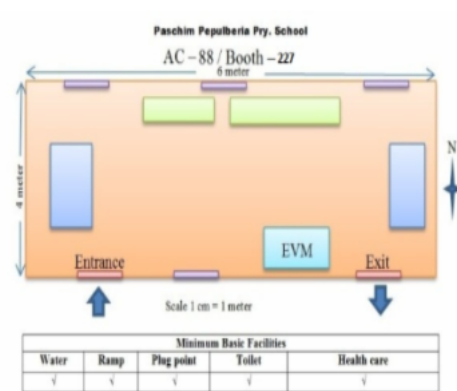 Paschim Pepulberia Pry. School
AC – 88 / Booth – 227
6 meter
4 meter
N
EVM
Entrance
Exit
Scale 1 cm = 1 meter
Minimum Basic Facilities
Water Ramp Plug point Toilet Health care
√ √ √ √ √